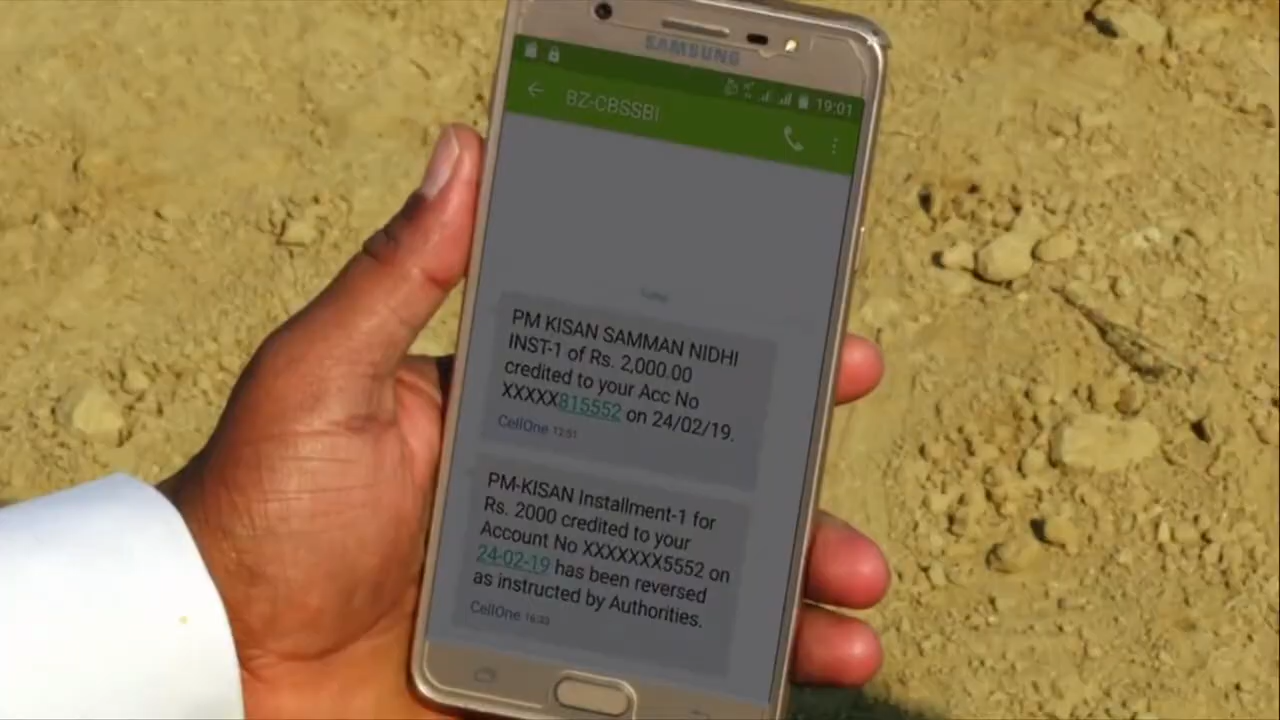 SAMSUNG
19:01
BZ-CBSSBI
PM KISAN SAMMAN NIDHI
INST-1 of Rs. 2,000.00
credited to your Acc No
XXXXX815552 on 24/02/19.
CellOne 12:51
PM-KISAN Installment-1 for
Rs. 2000 credited to your
Account No XXXXXXX5552 on
24-02-19 has been reversed
as instructed by Authorities.
CellOne 16:33